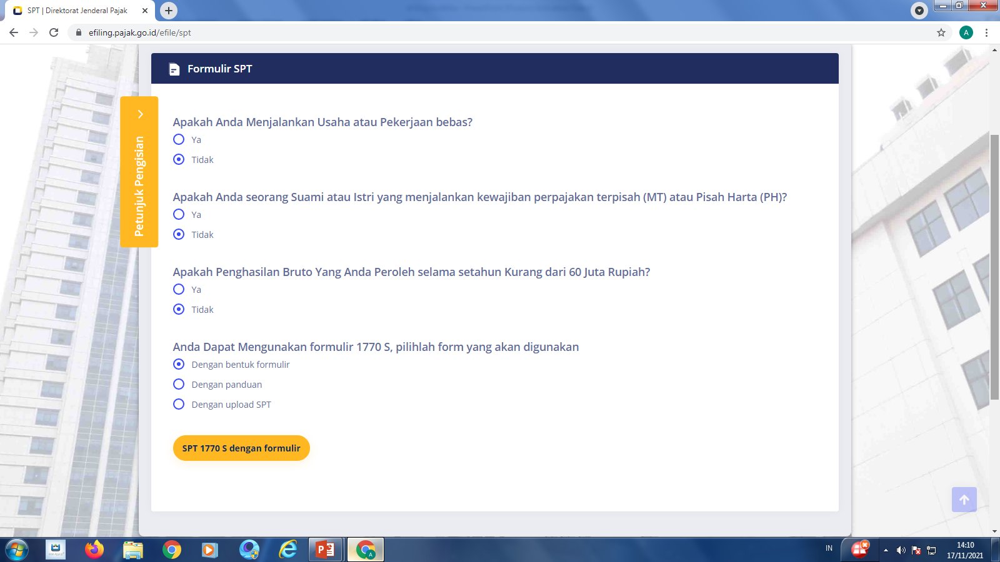 SPT | Direktorat Jenderal Pajak
efiling.pajak.go.id/efile/spt
A
Formulir SPT
Petunjuk Pengisian
Apakah Anda Menjalankan Usaha atau Pekerjaan bebas?
Ya
Tidak
Apakah Anda seorang Suami atau Istri yang menjalankan kewajiban perpajakan terpisah (MT) atau Pisah Harta (PH)?
Ya
Tidak
Apakah Penghasilan Bruto Yang Anda Peroleh selama setahun Kurang dari 60 Juta Rupiah?
Ya
Tidak
Anda Dapat Mengunakan formulir 1770 S, pilihlah form yang akan digunakan
Dengan bentuk formulir
Dengan panduan
Dengan upload SPT
SPT 1770 S dengan formulir
IN
14:10
17/11/2021